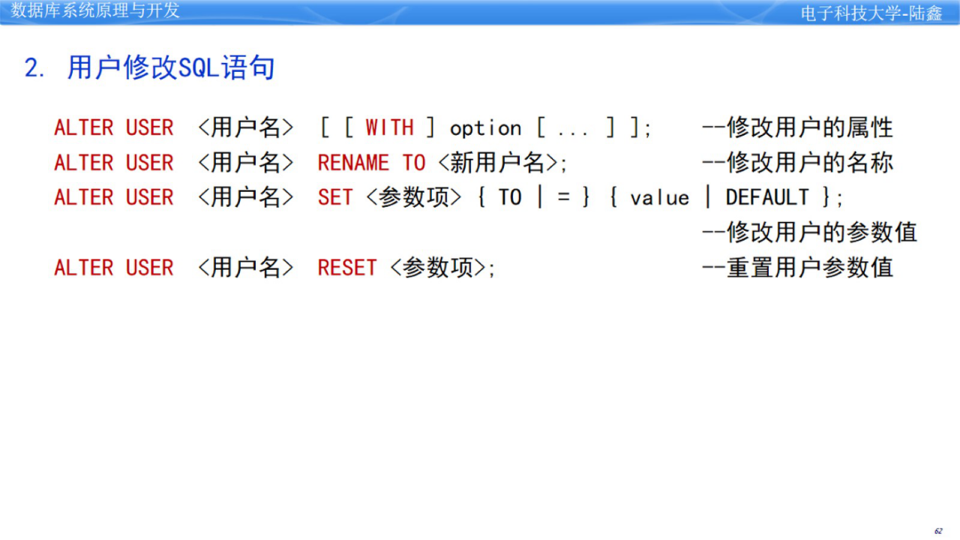 数据库系统原理与开发
电子科技大学-陆鑫
2. 用户修改SQL语句
ALTER USER <用户名> [ [ WITH ] option [ ... ] ]; --修改用户的属性
ALTER USER <用户名> RENAME TO <新用户名>; --修改用户的名称
ALTER USER <用户名> SET <参数项> { TO | = } { value | DEFAULT };
--修改用户的参数值
ALTER USER <用户名> RESET <参数项>; --重置用户参数值
62